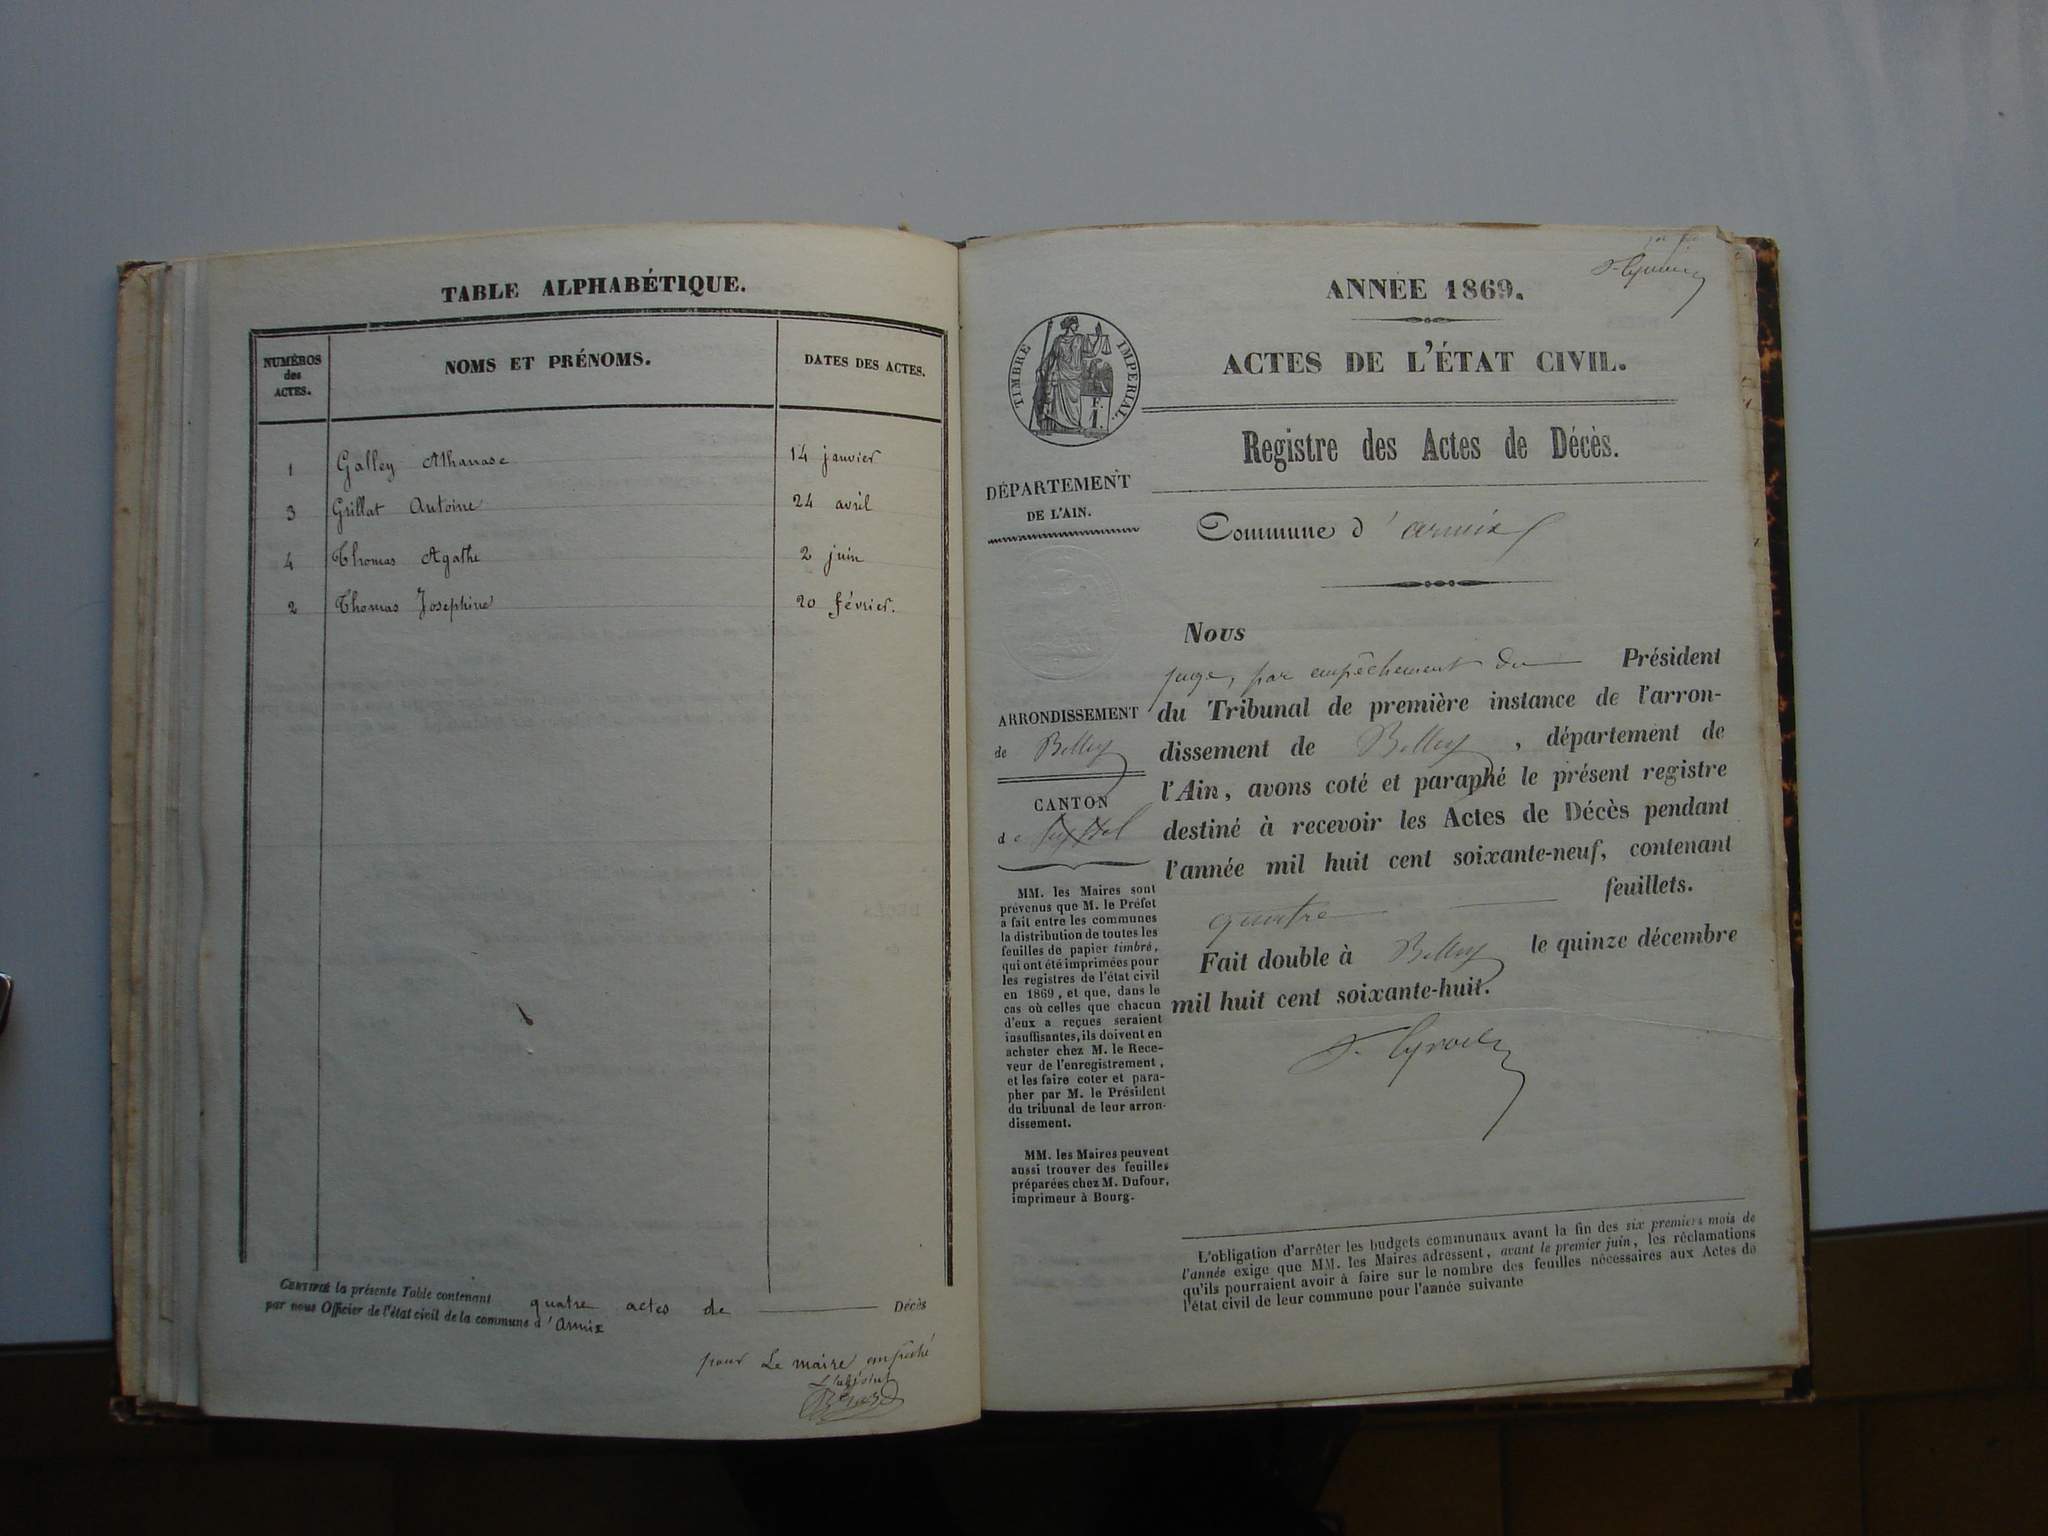 TABLE ALPHABÉTIQUE.
NUMÉROS des ACTES.
NOMS ET PRÉNOMS.
DATES DES ACTES.
1 Galley Athanase 14 janvier
3 Grillat Antoine 24 avril
4 Thomas Agathe 2 juin
2 Thomas Josephine 20 février.
CERTIFIÉ la présente Table contenant quatre actes de Décès
par nous Officier de l'état civil de la commune d'Armix
pour Le maire empêché
L'adjoint
ANNÉE 1869.
ACTES DE L'ÉTAT CIVIL.
TIMBRE IMPÉRIAL.
F.
1.
Registre des Actes de Décès.
DÉPARTEMENT
DE L'AIN.
Commune d'armix
ARRONDISSEMENT
de Belley
CANTON
de Seyssel
MM. les Maires sont
prévenus que M. le Préfet
a fait entre les communes
la distribution de toutes les
feuilles de papier timbré,
qui ont été imprimées pour
les registres de l'état civil
en 1869, et que, dans le
cas où celles que chacun
d'eux a reçues seraient
insuffisantes, ils doivent en
acheter chez M. le Rece-
veur de l'enregistrement,
et les faire coter et para-
pher par M. le Président
du tribunal de leur arron-
dissement.
MM. les Maires peuvent
aussi trouver des feuilles
préparées chez M. Dufour,
imprimeur à Bourg.
Nous
juge, par empêchement du Président
du Tribunal de première instance de l'arron-
dissement de Belley, département de
l'Ain, avons coté et paraphé le présent registre
destiné à recevoir les Actes de Décès pendant
l'année mil huit cent soixante-neuf, contenant
quatre feuillets.
Fait double à Belley le quinze décembre
mil huit cent soixante-huit.
L'obligation d'arrêter les budgets communaux avant la fin des six premiers mois de
l'année exige que MM. les Maires adressent, avant le premier juin, les réclamations
qu'ils pourraient avoir à faire sur le nombre des feuilles nécessaires aux Actes de
l'état civil de leur commune pour l'année suivante